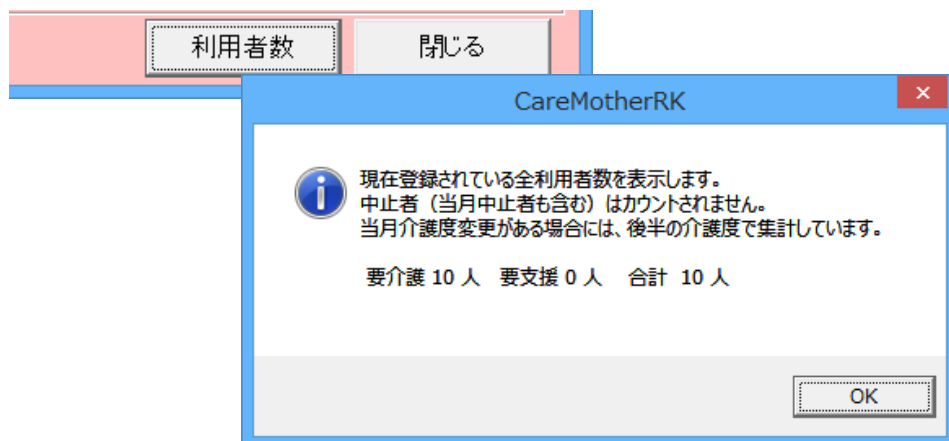 利用者数 閉じる
CareMotherRK
現在登録されている全利用者数を表示します。
中止者（当月中止者も含む）はカウントされません。
当月介護度変更がある場合には、後半の介護度で集計しています。
要介護 10 人 要支援 0 人 合計 10 人
OK